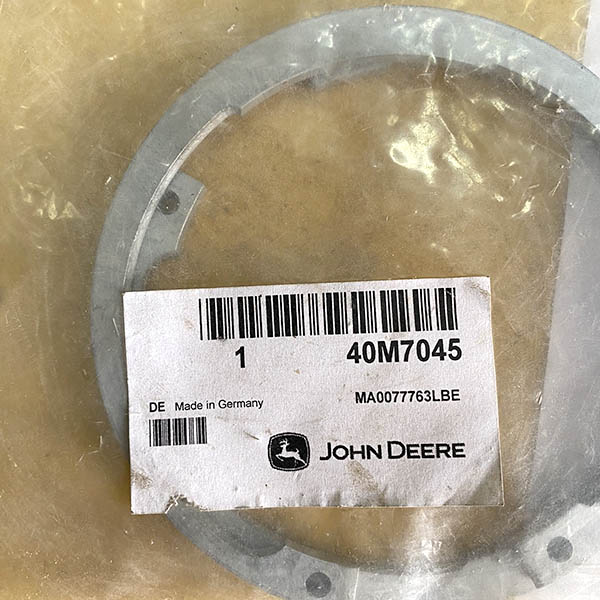 1 40M7045
MA0077763LBE
DE Made in Germany
JOHN DEERE